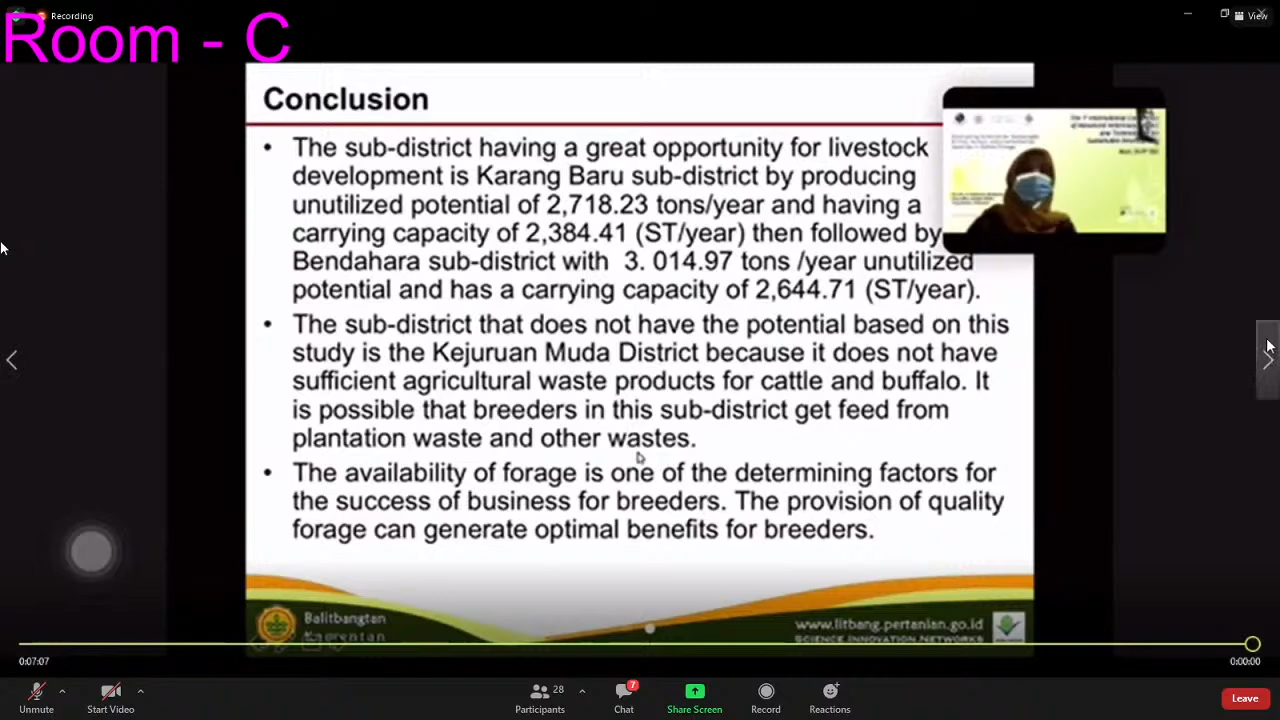 Recording
View
Room - C
Conclusion
• The sub-district having a great opportunity for livestock
development is Karang Baru sub-district by producing
unutilized potential of 2,718.23 tons/year and having a
carrying capacity of 2,384.41 (ST/year) then followed by
Bendahara sub-district with 3. 014.97 tons /year unutilized
potential and has a carrying capacity of 2,644.71 (ST/year).
• The sub-district that does not have the potential based on this
study is the Kejuruan Muda District because it does not have
sufficient agricultural waste products for cattle and buffalo. It
is possible that breeders in this sub-district get feed from
plantation waste and other wastes.
• The availability of forage is one of the determining factors for
the success of business for breeders. The provision of quality
forage can generate optimal benefits for breeders.
Balitbangtan
www.litbang.pertanian.go.id
SCIENCE.INNOVATION.NETWORKS
0:07:07
0:00:00
Unmute
Start Video
28
Participants
7
Chat
Share Screen
Record
Reactions
Leave